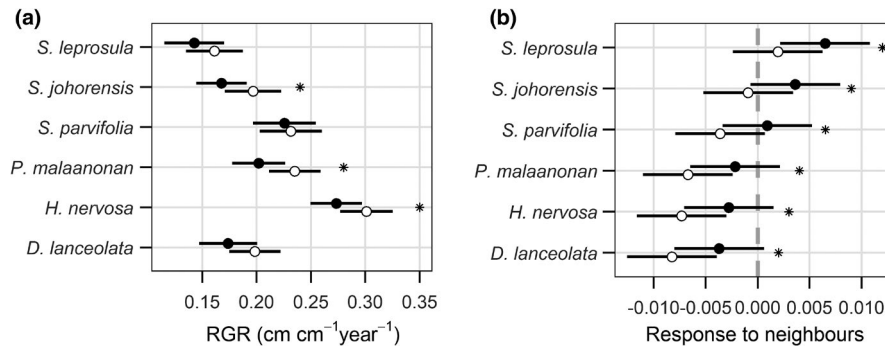 (a)
S. leprosula
S. johorensis
*
S. parvifolia
P. malaanonan
*
H. nervosa
*
D. lanceolata
0.15 0.20 0.25 0.30 0.35
RGR (cm cm⁻¹year⁻¹)
(b)
S. leprosula
*
S. johorensis
*
S. parvifolia
*
P. malaanonan
*
H. nervosa
*
D. lanceolata
*
-0.010 -0.005 0.000 0.005 0.010
Response to neighbours